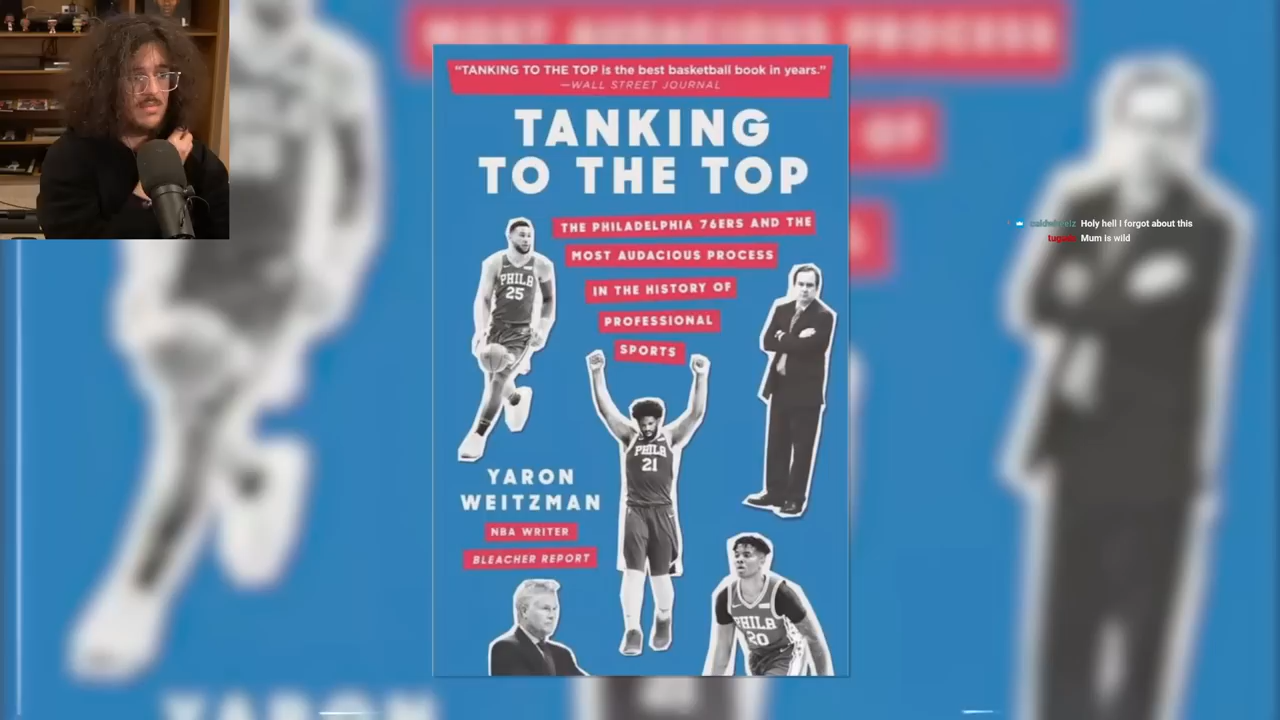 "TANKING TO THE TOP is the best basketball book in years."
—WALL STREET JOURNAL
TANKING
TO THE TOP
THE PHILADELPHIA 76ERS AND THE
MOST AUDACIOUS PROCESS
IN THE HISTORY OF
PROFESSIONAL
SPORTS
PHILA
25
PHILA
21
YARON
WEITZMAN
NBA WRITER
BLEACHER REPORT
PHILA
20
Holy hell I forgot about this
Mum is wild